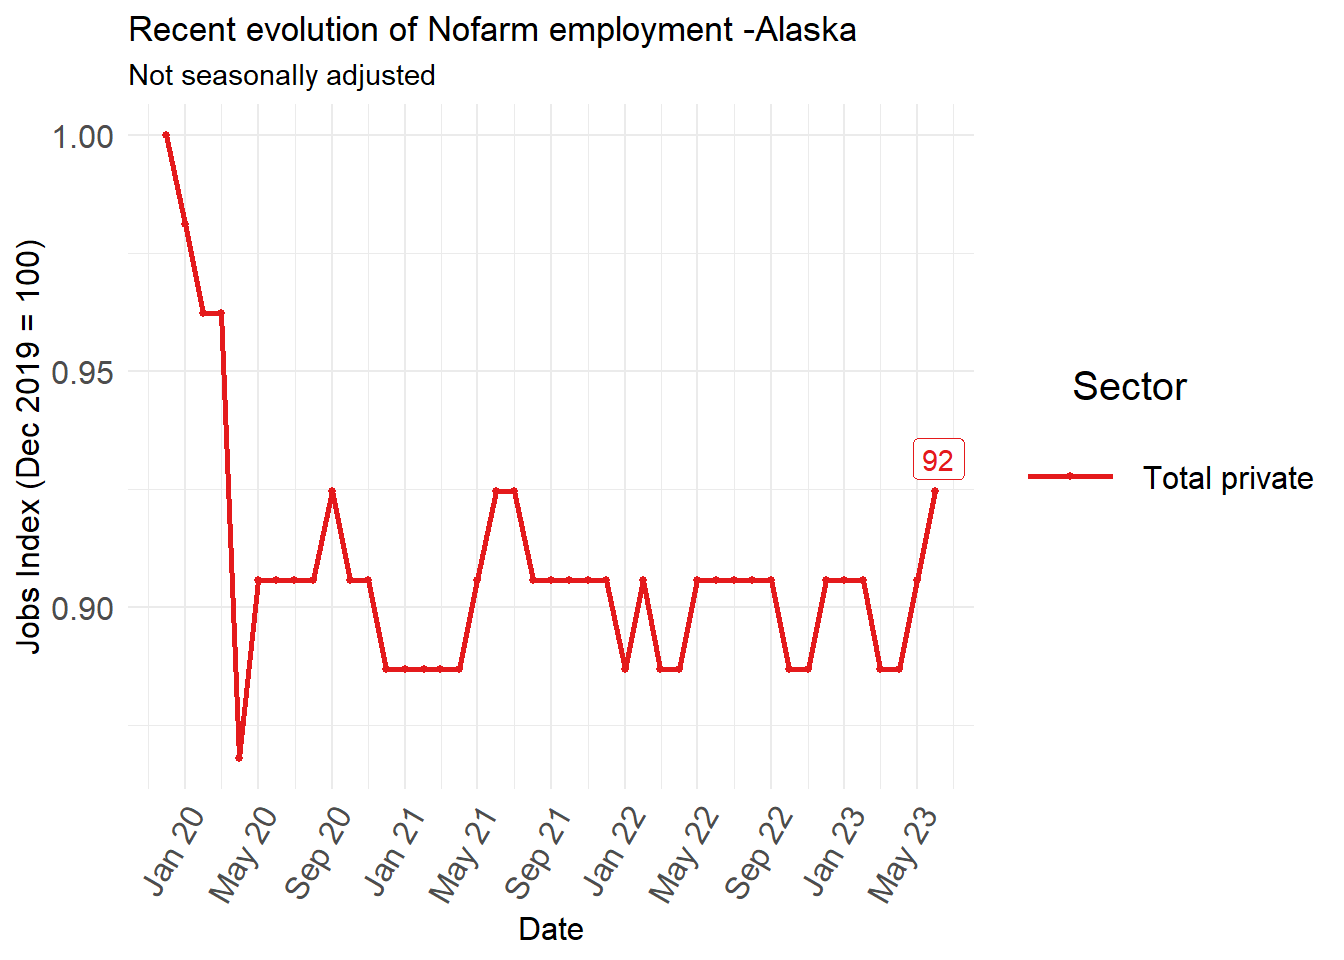 Recent evolution of Nofarm employment -Alaska
Not seasonally adjusted
Jobs Index (Dec 2019 = 100)
1.00
0.95
0.90
92
Sector
Total private
Jan 20
May 20
Sep 20
Jan 21
May 21
Sep 21
Jan 22
May 22
Sep 22
Jan 23
May 23
Date